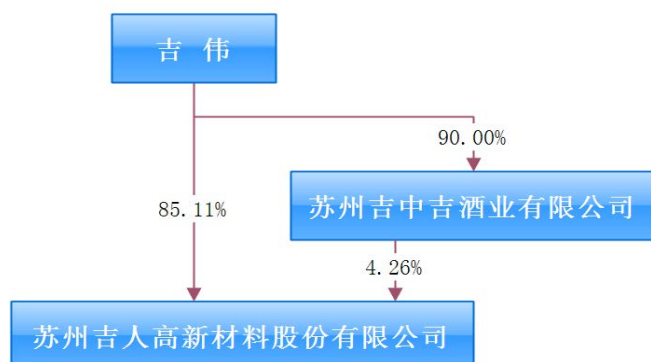 吉 伟
90.00%
苏州吉中吉酒业有限公司
85.11%
4.26%
苏州吉人高新材料股份有限公司